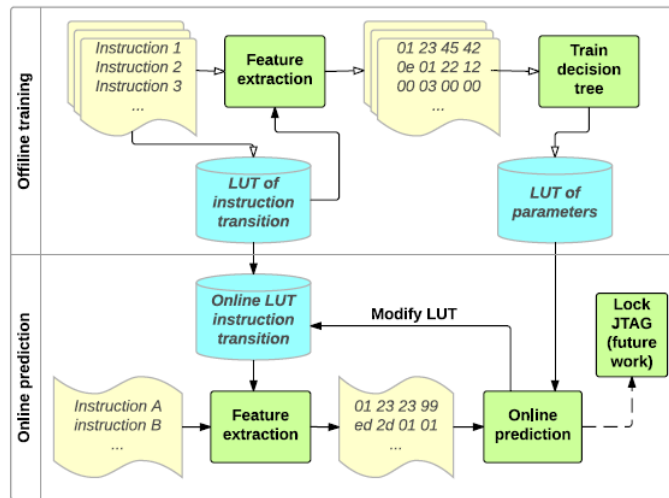 Offiline training
Instruction 1
Instruction 2
Instruction 3
...
Feature
extraction
01 23 45 42
0e 01 22 12
00 03 00 00
...
Train
decision
tree
LUT of
instruction
transition
LUT of
parameters
Online prediction
Online LUT
instruction
transition
Modify LUT
Lock
JTAG
(future
work)
Instruction A
instruction B
...
Feature
extraction
01 23 23 99
ed 2d 01 01
...
Online
prediction